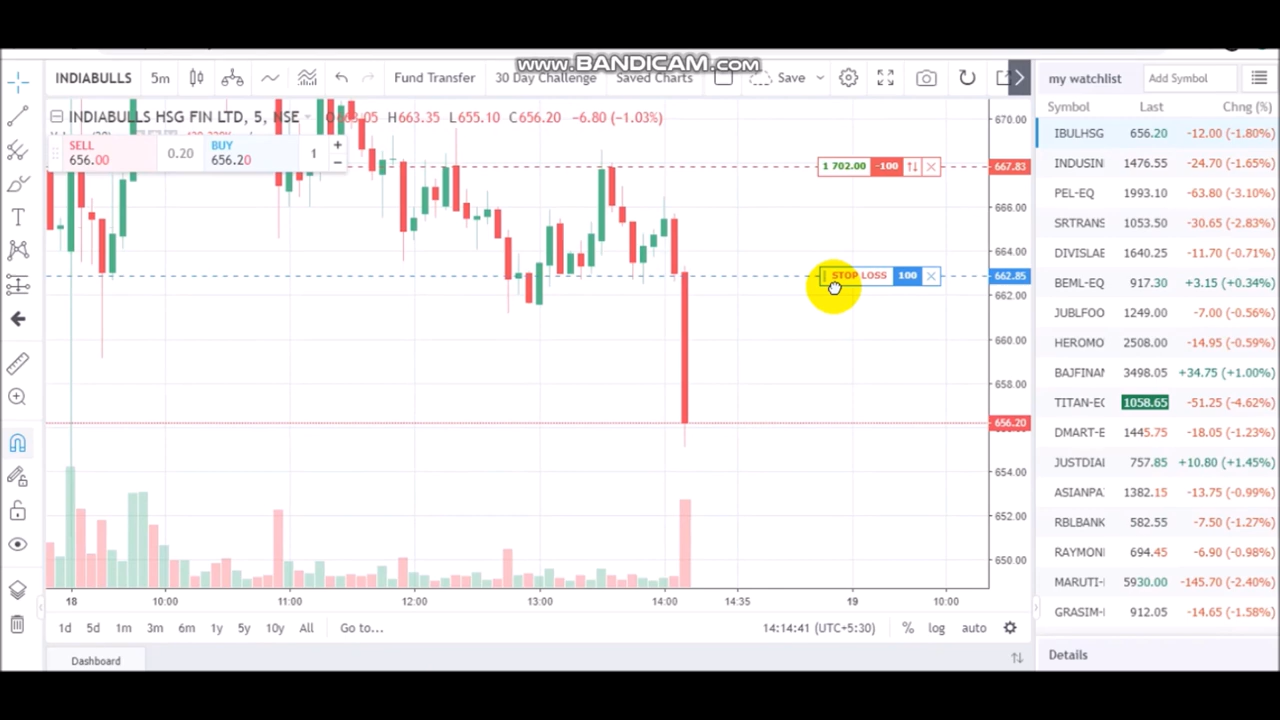 www.BANDICAM.com
INDIABULLS 5m Fund Transfer 30 Day Challenge Saved Charts Save
INDIABULLS HSG FIN LTD, 5, NSE H663.35 L655.10 C656.20 −6.80 (−1.03%)
SELL
656.00
0.20
BUY
656.20
1
1 702.00 -100
STOP LOSS 100
670.00
667.83
666.00
664.00
662.85
662.00
660.00
658.00
656.20
654.00
652.00
650.00
18 10:00 11:00 12:00 13:00 14:00 14:35 19 10:00
1d 5d 1m 3m 6m 1y 5y 10y All Go to... 14:14:41 (UTC+5:30) % log auto
Dashboard
my watchlist Add Symbol
Symbol Last Chng (%)
IBULHSG 656.20 -12.00 (-1.80%)
INDUSIN 1476.55 -24.70 (-1.65%)
PEL-EQ 1993.10 -63.80 (-3.10%)
SRTRANS 1053.50 -30.65 (-2.83%)
DIVISLAE 1640.25 -11.70 (-0.71%)
BEML-EQ 917.30 +3.15 (+0.34%)
JUBLFOO 1249.00 -7.00 (-0.56%)
HEROMO 2508.00 -14.95 (-0.59%)
BAJFINAN 3498.05 +34.75 (+1.00%)
TITAN-EQ 1058.65 -51.25 (-4.62%)
DMART-E 1445.75 -18.05 (-1.23%)
JUSTDIAI 757.85 +10.80 (+1.45%)
ASIANPA 1382.15 -13.75 (-0.99%)
RBLBANK 582.55 -7.50 (-1.27%)
RAYMON 694.45 -6.90 (-0.98%)
MARUTI- 5930.00 -145.70 (-2.40%)
GRASIM- 912.05 -14.65 (-1.58%)
Details